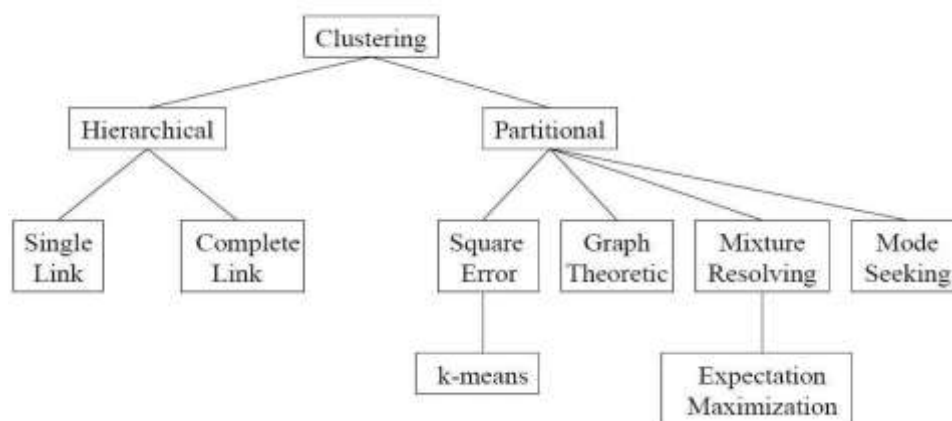 Clustering
Hierarchical
Partitional
Single
Link
Complete
Link
Square
Error
Graph
Theoretic
Mixture
Resolving
Mode
Seeking
k-means
Expectation
Maximization